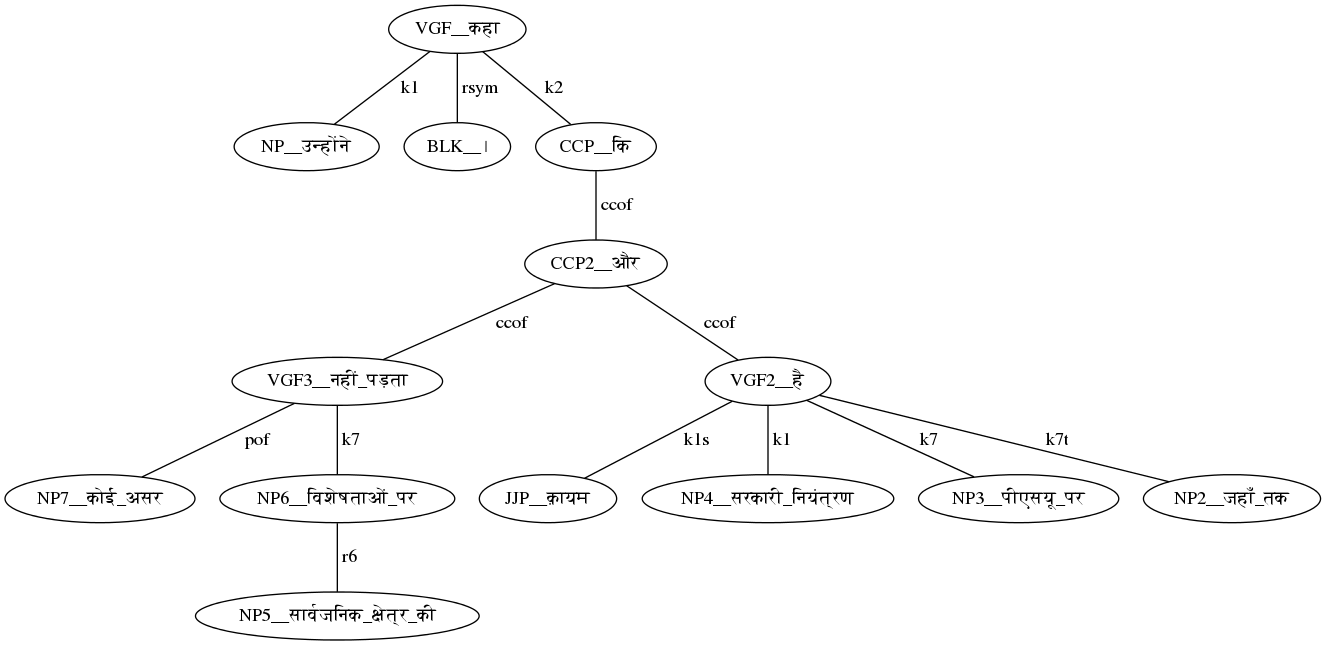 VGF__कहा
k1 rsym k2
NP__उन्होंने BLK__। CCP__कि
ccof
CCP2__और
ccof ccof
VGF3__नहीं_पड़ता VGF2__है
pof k7 k1s k1 k7 k7t
NP7__कोई_असर NP6__विशेषताओं_पर JJP__क़ायम NP4__सरकारी_नियंत्रण NP3__पीएसयू_पर NP2__जहाँ_तक
r6
NP5__सार्वजनिक_क्षेत्र_की